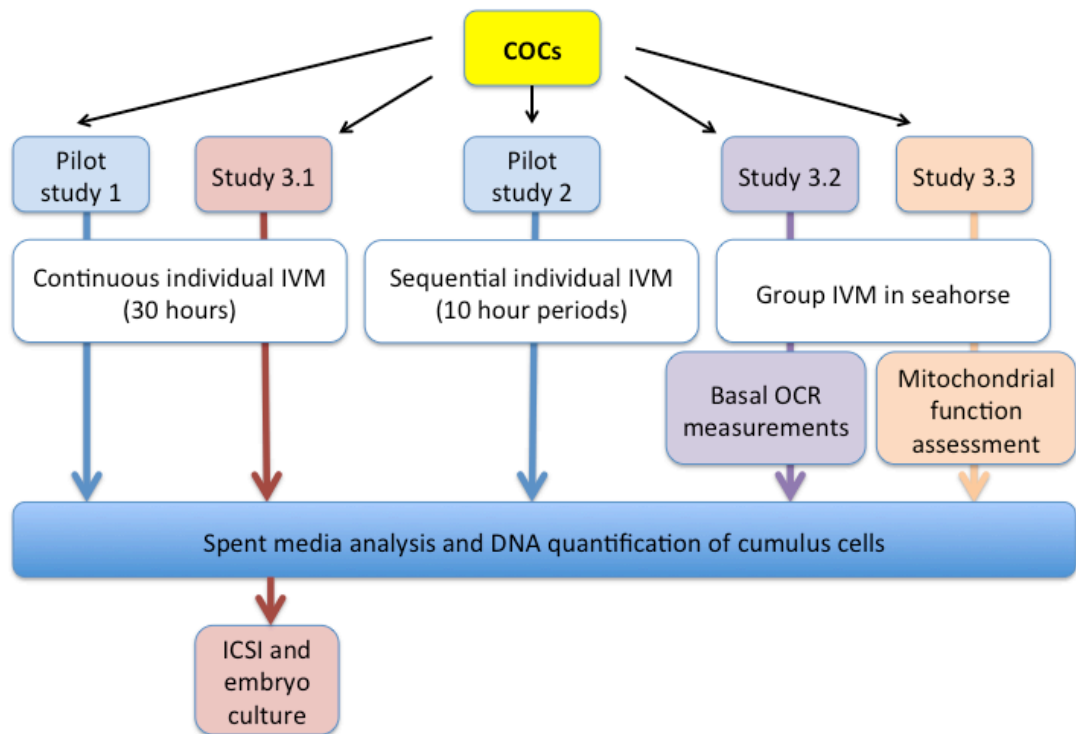 COCs
Pilot
study 1
Study 3.1
Pilot
study 2
Study 3.2
Study 3.3
Continuous individual IVM
(30 hours)
Sequential individual IVM
(10 hour periods)
Group IVM in seahorse
Basal OCR
measurements
Mitochondrial
function
assessment
Spent media analysis and DNA quantification of cumulus cells
ICSI and
embryo
culture